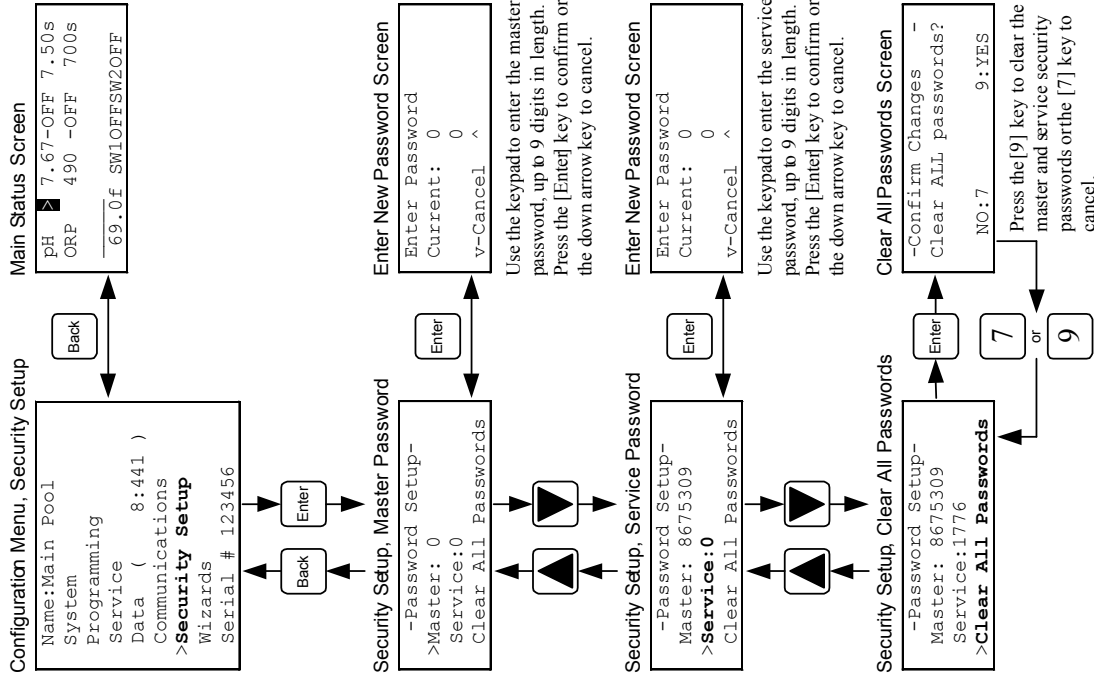 Configuration Menu, Security Setup
Name:Main Pool
System
Programming
Service
Data ( 8:441 )
Communications
>Security Setup
Wizards
Serial # 123456
Back
Main Status Screen
pH > 7.67-OFF 7.50s
ORP 490 -OFF 700s
69.0f SW1OFFSW2OFF
Back
Enter
Security Setup, Master Password
-Password Setup-
>Master: 0
Service:0
Clear All Passwords
Enter
Enter New Password Screen
Enter Password
Current: 0
0
v-Cancel ^
Use the keypad to enter the master
password, up to 9 digits in length.
Press the [Enter] key to confirm or
the down arrow key to cancel.
Security Setup, Service Password
-Password Setup-
Master: 8675309
>Service:0
Clear All Passwords
Enter
Enter New Password Screen
Enter Password
Current: 0
0
v-Cancel ^
Use the keypad to enter the service
password, up to 9 digits in length.
Press the [Enter] key to confirm or
the down arrow key to cancel.
Security Setup, Clear All Passwords
-Password Setup-
Master: 8675309
Service:1776
>Clear All Passwords
Enter
7
or
9
Clear All Passwords Screen
-Confirm Changes -
Clear ALL passwords?
NO:7 9:YES
Press the [9] key to clear the
master and service security
passwords or the [7] key to
cancel.